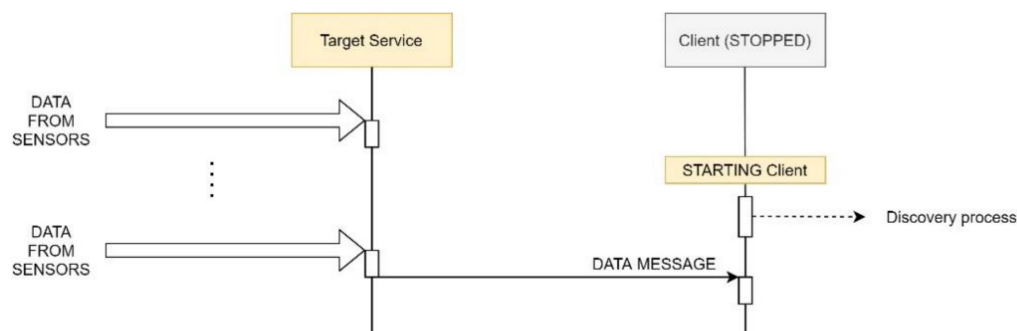 Target Service
Client (STOPPED)
DATA
FROM
SENSORS
STARTING Client
Discovery process
DATA
FROM
SENSORS
DATA MESSAGE